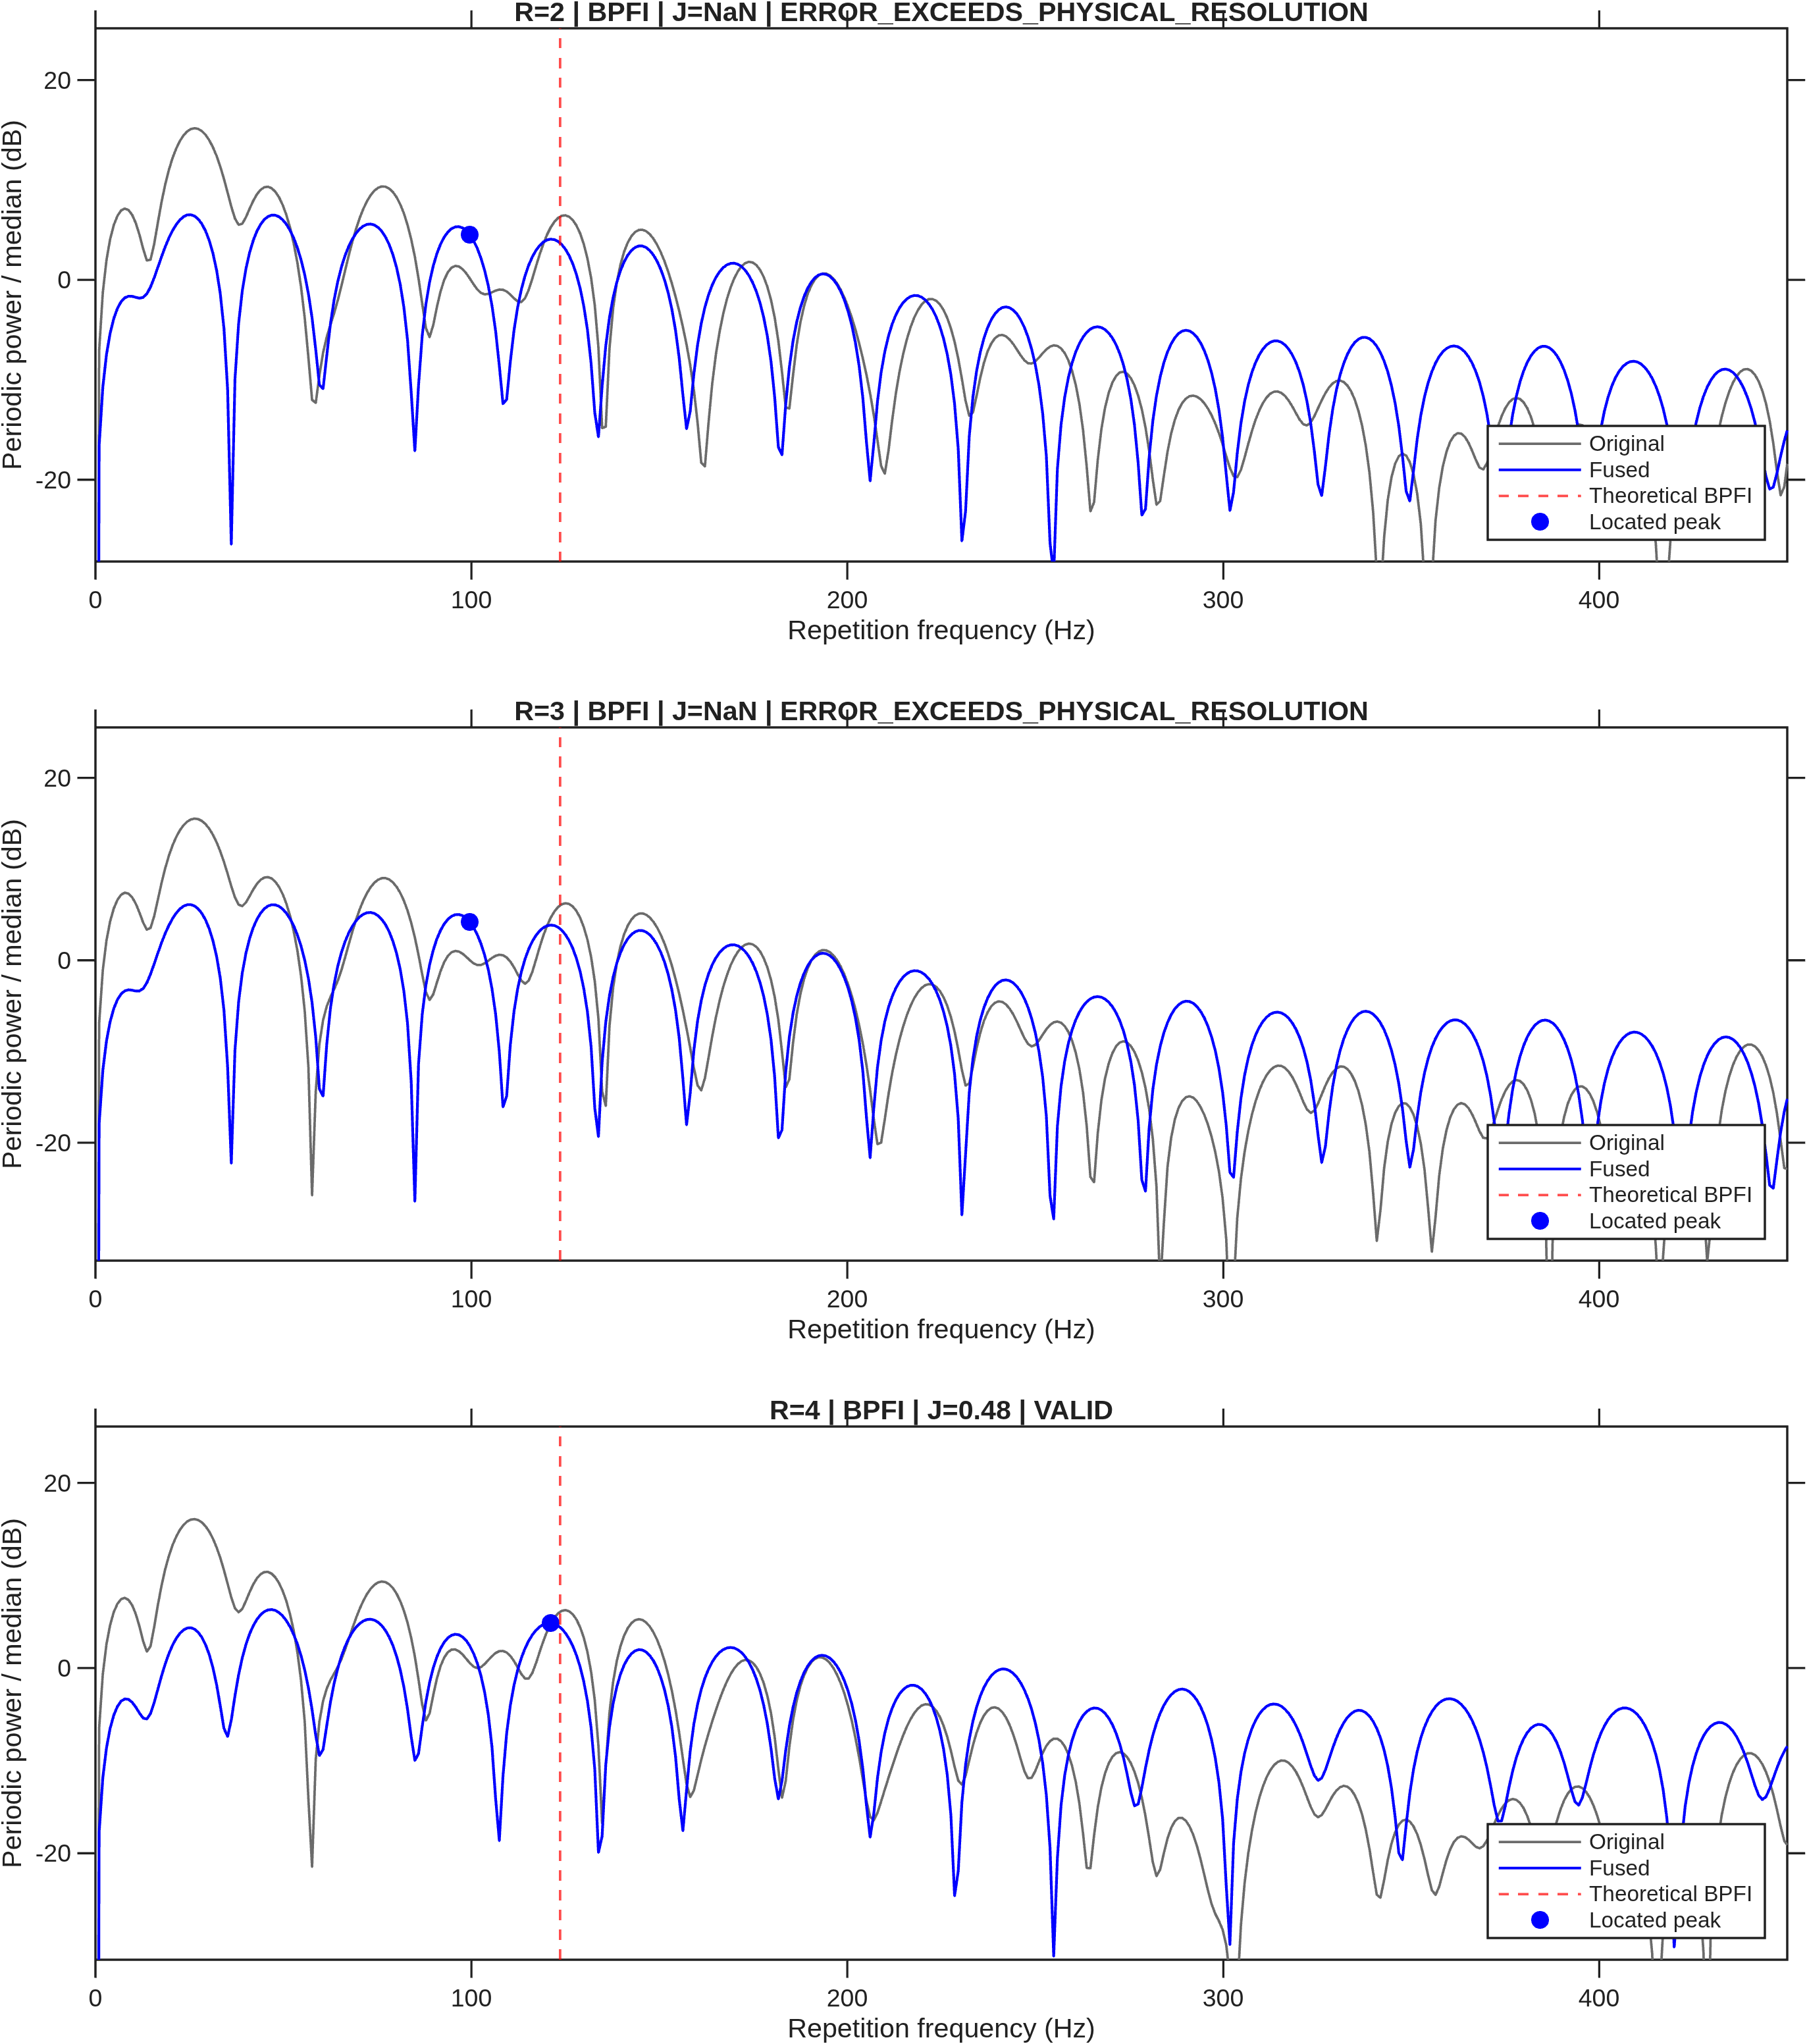 R=2 | BPFI | J=NaN | ERROR_EXCEEDS_PHYSICAL_RESOLUTION
Periodic power / median (dB)
20
0
-20
Original
Fused
Theoretical BPFI
Located peak
0 100 200 300 400
Repetition frequency (Hz)
R=3 | BPFI | J=NaN | ERROR_EXCEEDS_PHYSICAL_RESOLUTION
Periodic power / median (dB)
20
0
-20
Original
Fused
Theoretical BPFI
Located peak
0 100 200 300 400
Repetition frequency (Hz)
R=4 | BPFI | J=0.48 | VALID
Periodic power / median (dB)
20
0
-20
Original
Fused
Theoretical BPFI
Located peak
0 100 200 300 400
Repetition frequency (Hz)